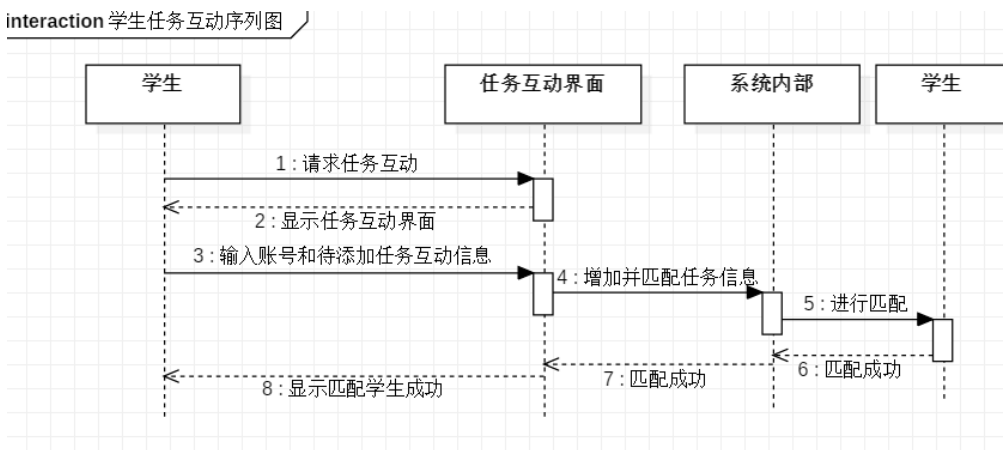 interaction 学生任务互动序列图
学生
任务互动界面
系统内部
学生
1 : 请求任务互动
2 : 显示任务互动界面
3 : 输入账号和待添加任务互动信息
4 : 增加并匹配任务信息
5 : 进行匹配
6 : 匹配成功
7 : 匹配成功
8 : 显示匹配学生成功